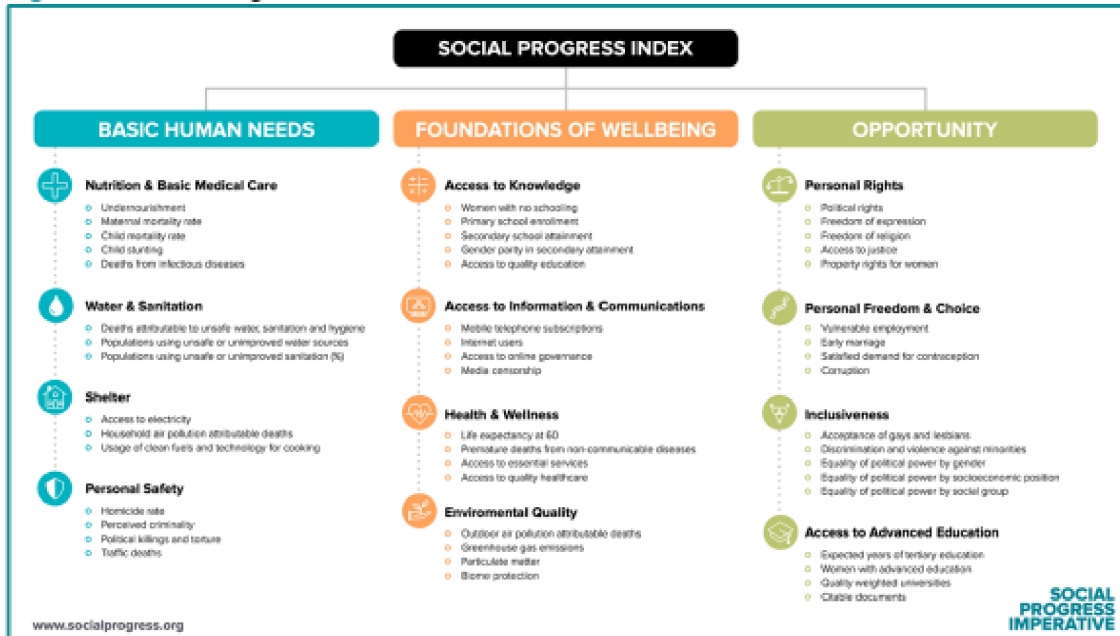 SOCIAL PROGRESS INDEX
BASIC HUMAN NEEDS
Nutrition & Basic Medical Care
Undernourishment
Maternal mortality rate
Child mortality rate
Child stunting
Deaths from infectious diseases
Water & Sanitation
Deaths attributable to unsafe water, sanitation and hygiene
Populations using unsafe or unimproved water sources
Populations using unsafe or unimproved sanitation (%)
Shelter
Access to electricity
Household air pollution attributable deaths
Usage of clean fuels and technology for cooking
Personal Safety
Homicide rate
Perceived criminality
Political killings and torture
Traffic deaths
FOUNDATIONS OF WELLBEING
Access to Knowledge
Women with no schooling
Primary school enrollment
Secondary school attainment
Gender parity in secondary attainment
Access to quality education
Access to Information & Communications
Mobile telephone subscriptions
Internet users
Access to online governance
Media censorship
Health & Wellness
Life expectancy at 60
Premature deaths from non-communicable diseases
Access to essential services
Access to quality healthcare
Enviromental Quality
Outdoor air pollution attributable deaths
Greenhouse gas emissions
Particulate matter
Biome protection
OPPORTUNITY
Personal Rights
Political rights
Freedom of expression
Freedom of religion
Access to justice
Property rights for women
Personal Freedom & Choice
Vulnerable employment
Early marriage
Satisfied demand for contraception
Corruption
Inclusiveness
Acceptance of gays and lesbians
Discrimination and violence against minorities
Equality of political power by gender
Equality of political power by socioeconomic position
Equality of political power by social group
Access to Advanced Education
Expected years of tertiary education
Women with advanced education
Quality weighted universities
Citable documents
www.socialprogress.org
SOCIAL
PROGRESS
IMPERATIVE